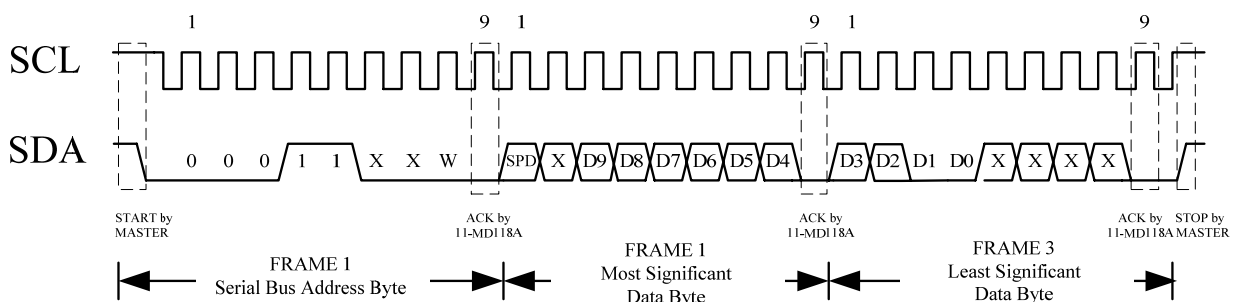 1 9 1 9 1 9
SCL
SDA
0 0 0 1 1 X X W SPD X D9 D8 D7 D6 D5 D4 D3 D2 D1 D0 X X X X
START by
MASTER
ACK by
11-MD118A
ACK by
11-MD118A
ACK by
11-MD118A
STOP by
MASTER
FRAME 1
Serial Bus Address Byte
FRAME 1
Most Significant
Data Byte
FRAME 3
Least Significant
Data Byte